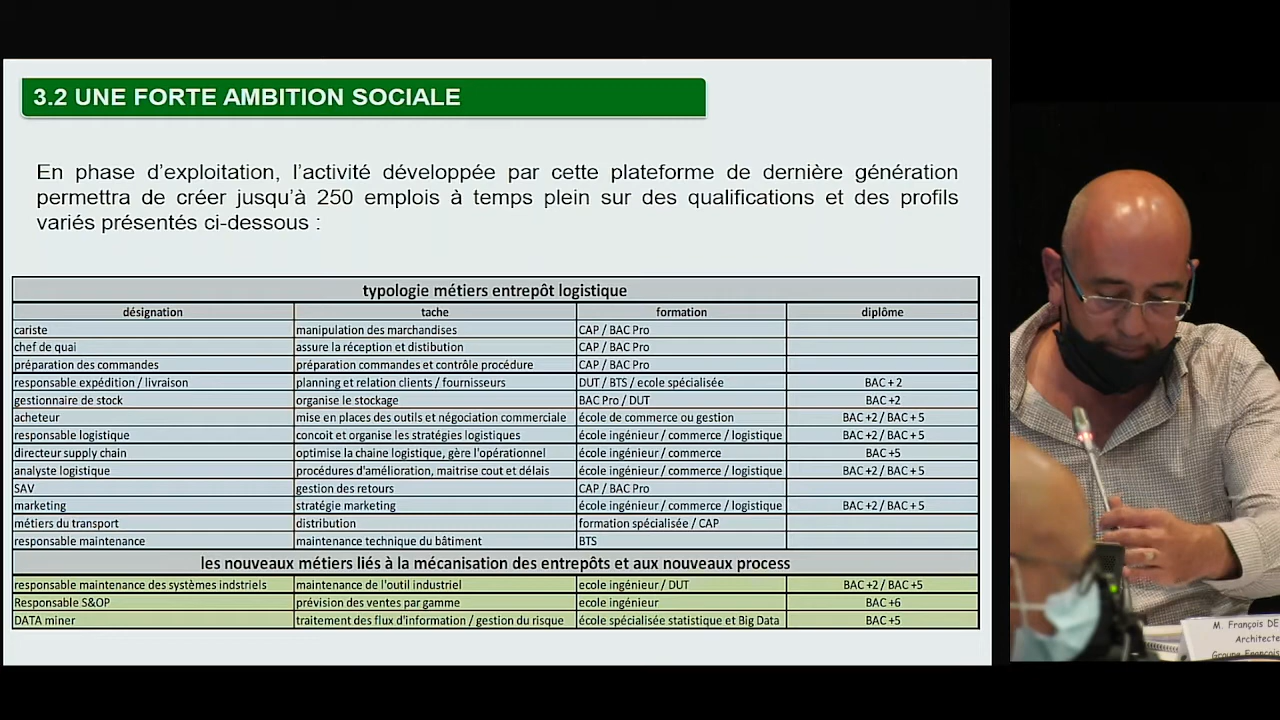 3.2 UNE FORTE AMBITION SOCIALE
En phase d'exploitation, l'activité développée par cette plateforme de dernière génération
permettra de créer jusqu'à 250 emplois à temps plein sur des qualifications et des profils
variés présentés ci-dessous :
typologie métiers entrepôt logistique
désignation tache formation diplôme
cariste manipulation des marchandises CAP / BAC Pro
chef de quai assure la réception et distibution CAP / BAC Pro
préparation des commandes préparation commandes et contrôle procédure CAP / BAC Pro
responsable expédition / livraison planning et relation clients / fournisseurs DUT / BTS / ecole spécialisée BAC + 2
gestionnaire de stock organise le stockage BAC Pro / DUT BAC +2
acheteur mise en places des outils et négociation commerciale école de commerce ou gestion BAC +2 / BAC + 5
responsable logistique concoit et organise les stratégies logistiques école ingénieur / commerce / logistique BAC +2 / BAC + 5
directeur supply chain optimise la chaine logistique, gère l'opérationnel école ingénieur / commerce BAC +5
analyste logistique procédures d'amélioration, maitrise cout et délais école ingénieur / commerce / logistique BAC +2 / BAC + 5
SAV gestion des retours CAP / BAC Pro
marketing stratégie marketing école ingénieur / commerce / logistique BAC +2 / BAC + 5
métiers du transport distribution formation spécialisée / CAP
responsable maintenance maintenance technique du bâtiment BTS
les nouveaux métiers liés à la mécanisation des entrepôts et aux nouveaux process
responsable maintenance des systèmes indstriels maintenance de l'outil industriel ecole ingénieur / DUT BAC +2 / BAC +5
Responsable S&OP prévision des ventes par gamme ecole ingénieur BAC +6
DATA miner traitement des flux d'information / gestion du risque école spécialisée statistique et Big Data BAC +5
M. François DE
Architecte
Groupe François